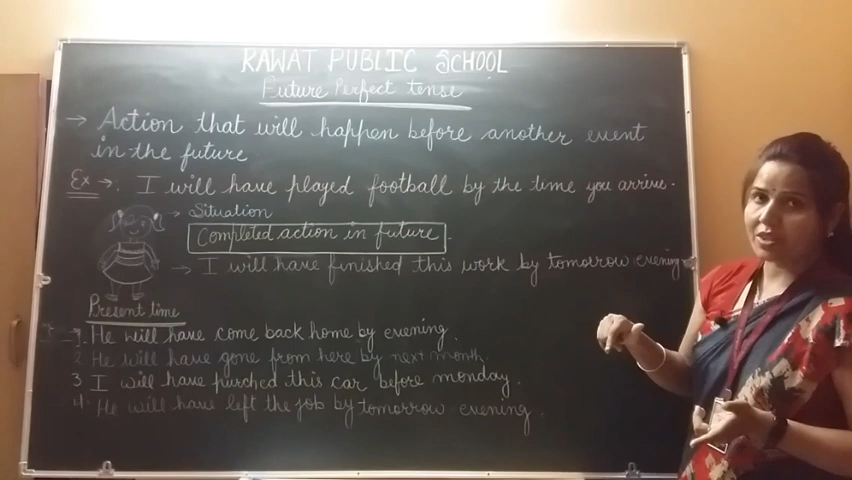 RAWAT PUBLIC SCHOOL
Future Perfect tense
→ Action that will happen before another event
in the future
Ex → : I will have played football by the time you arrive.
→ Situation
Completed action in future.
→ I will have finished this work by tomorrow evening
Present time
1. He will have come back home by evening.
2 He will have gone from here by next month.
3 I will have purched this car before monday.
4. He will have left the job by tomorrow evening.